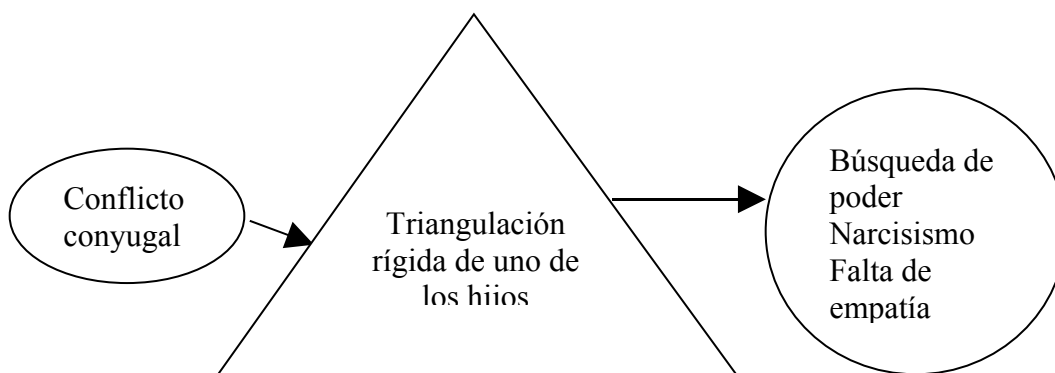 Conflicto
conyugal
Triangulación
rígida de uno de
los hijos
Búsqueda de
poder
Narcisismo
Falta de
empatía